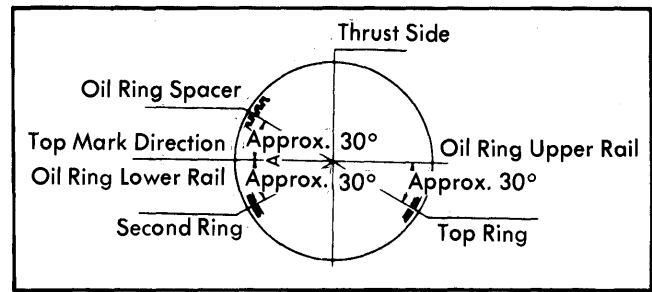 Thrust Side
Oil Ring Spacer
Top Mark Direction
Approx. 30°
A
Oil Ring Upper Rail
Oil Ring Lower Rail
Approx. 30°
Approx. 30°
Second Ring
Top Ring